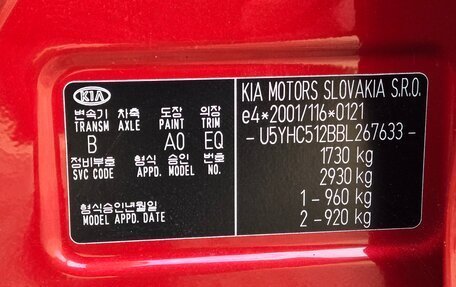 KIA
변속기 차축 도장 의장
TRANSM AXLE PAINT TRIM
B A0 EQ
정비부호 형식 승인 번호
SVC CODE APPD. MODEL NO.
형식승인년월일
MODEL APPD. DATE
KIA MOTORS SLOVAKIA S.R.O.
e4*2001/116*0121
- U5YHC512BBL267633 -
1730 kg
2930 kg
1 - 960 kg
2 - 920 kg